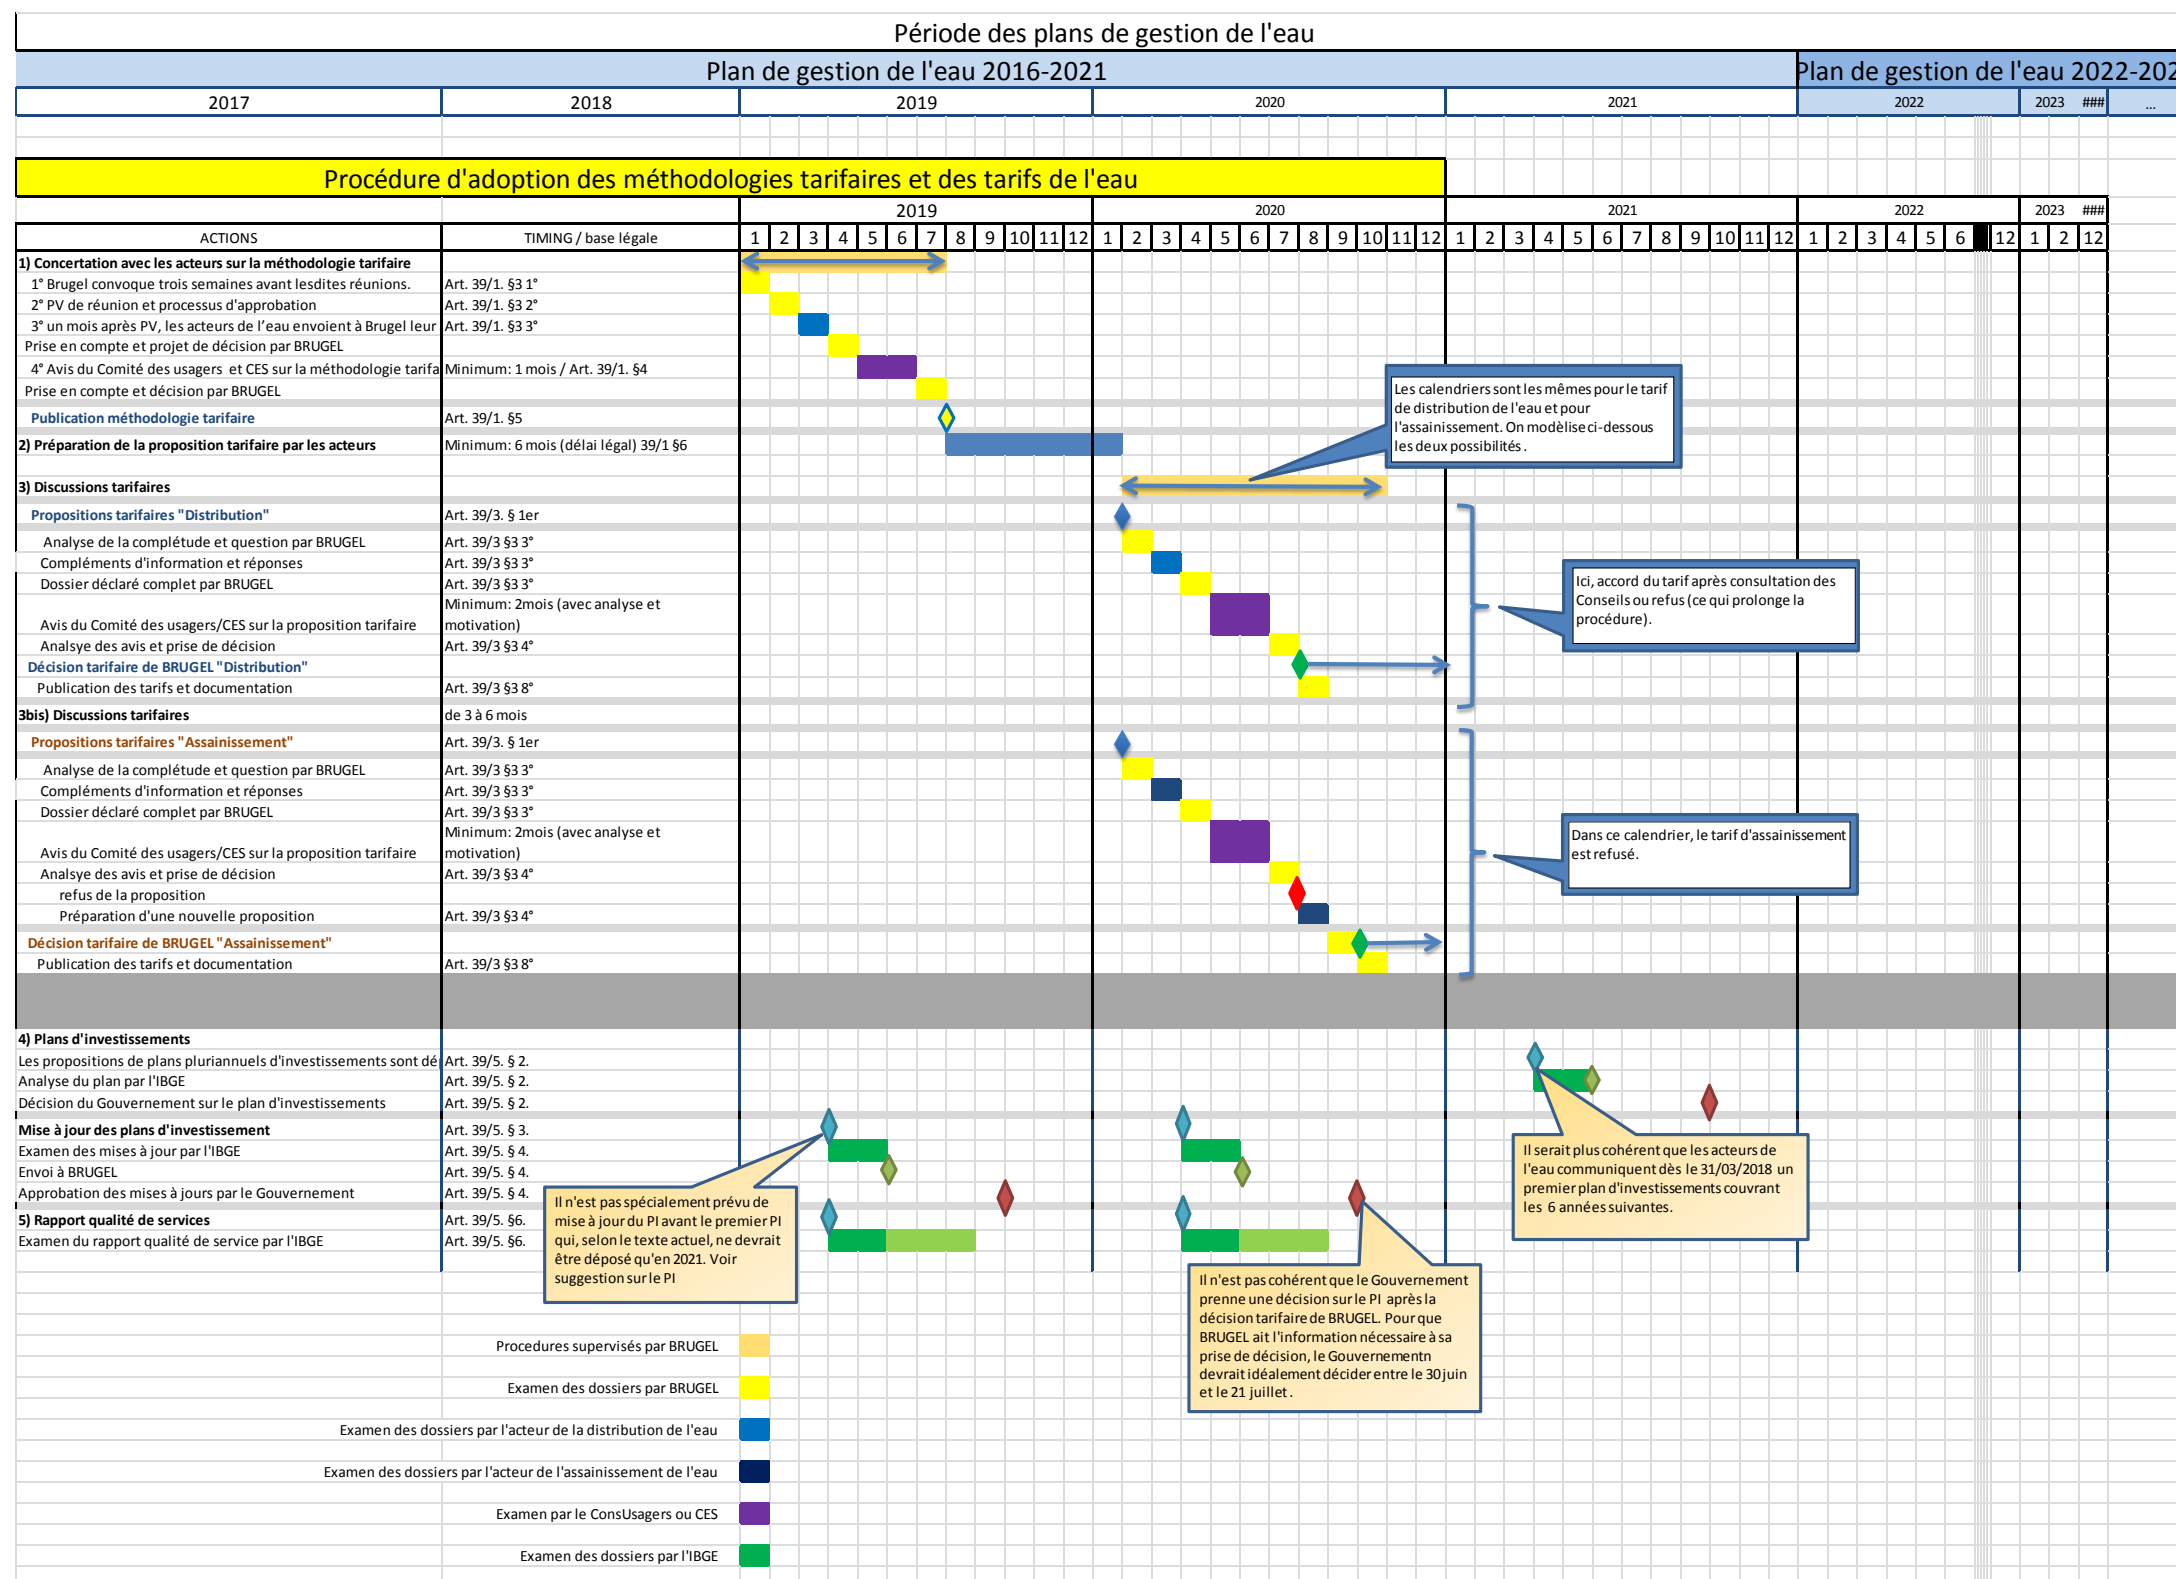 Période des plans de gestion de l'eau
Plan de gestion de l'eau 2016-2021 Plan de gestion de l'eau 2022-202
2017 2018 2019 2020 2021 2022 2023 ### ...
Procédure d'adoption des méthodologies tarifaires et des tarifs de l'eau
2019 2020 2021 2022 2023 ###
ACTIONS TIMING / base légale 1 2 3 4 5 6 7 8 9 10 11 12 1 2 3 4 5 6 7 8 9 10 11 12 1 2 3 4 5 6 7 8 9 10 11 12 1 2 3 4 5 6 12 1 2 12
1) Concertation avec les acteurs sur la méthodologie tarifaire
1° Brugel convoque trois semaines avant lesdites réunions. Art. 39/1. §3 1°
2° PV de réunion et processus d'approbation Art. 39/1. §3 2°
3° un mois après PV, les acteurs de l'eau envoient à Brugel leur Art. 39/1. §3 3°
Prise en compte et projet de décision par BRUGEL
4° Avis du Comité des usagers et CES sur la méthodologie tarifa Minimum: 1 mois / Art. 39/1. §4
Prise en compte et décision par BRUGEL
Publication méthodologie tarifaire Art. 39/1. §5
2) Préparation de la proposition tarifaire par les acteurs Minimum: 6 mois (délai légal) 39/1 §6
Les calendriers sont les mêmes pour le tarif
de distribution de l'eau et pour
l'assainissement. On modèlise ci-dessous
les deux possibilités .
3) Discussions tarifaires
Propositions tarifaires "Distribution" Art. 39/3. § 1er
Analyse de la complétude et question par BRUGEL Art. 39/3 §3 3°
Compléments d'information et réponses Art. 39/3 §3 3°
Dossier déclaré complet par BRUGEL Art. 39/3 §3 3°
Minimum: 2mois (avec analyse et
Avis du Comité des usagers/CES sur la proposition tarifaire motivation)
Analsye des avis et prise de décision Art. 39/3 §3 4°
Décision tarifaire de BRUGEL "Distribution"
Publication des tarifs et documentation Art. 39/3 §3 8°
Ici, accord du tarif après consultation des
Conseils ou refus (ce qui prolonge la
procédure).
3bis) Discussions tarifaires de 3 à 6 mois
Propositions tarifaires "Assainissement" Art. 39/3. § 1er
Analyse de la complétude et question par BRUGEL Art. 39/3 §3 3°
Compléments d'information et réponses Art. 39/3 §3 3°
Dossier déclaré complet par BRUGEL Art. 39/3 §3 3°
Minimum: 2mois (avec analyse et
Avis du Comité des usagers/CES sur la proposition tarifaire motivation)
Analsye des avis et prise de décision Art. 39/3 §3 4°
refus de la proposition
Préparation d'une nouvelle proposition Art. 39/3 §3 4°
Décision tarifaire de BRUGEL "Assainissement"
Publication des tarifs et documentation Art. 39/3 §3 8°
Dans ce calendrier, le tarif d'assainissement
est refusé.
4) Plans d'investissements
Les propositions de plans pluriannuels d'investissements sont dé Art. 39/5. § 2.
Analyse du plan par l'IBGE Art. 39/5. § 2.
Décision du Gouvernement sur le plan d'investissements Art. 39/5. § 2.
Mise à jour des plans d'investissement Art. 39/5. § 3.
Examen des mises à jour par l'IBGE Art. 39/5. § 4.
Envoi à BRUGEL Art. 39/5. § 4.
Approbation des mises à jours par le Gouvernement Art. 39/5. § 4.
5) Rapport qualité de services Art. 39/5. §6.
Examen du rapport qualité de service par l'IBGE Art. 39/5. §6.
Il n'est pas spécialement prévu de
mise à jour du PI avant le premier PI
qui, selon le texte actuel, ne devrait
être déposé qu'en 2021. Voir
suggestion sur le PI
Il serait plus cohérent que les acteurs de
l'eau communiquent dès le 31/03/2018 un
premier plan d'investissements couvrant
les 6 années suivantes.
Il n'est pas cohérent que le Gouvernement
prenne une décision sur le PI après la
décision tarifaire de BRUGEL. Pour que
BRUGEL ait l'information nécessaire à sa
prise de décision, le Gouvernementn
devrait idéalement décider entre le 30 juin
et le 21 juillet .
Procedures supervisés par BRUGEL
Examen des dossiers par BRUGEL
Examen des dossiers par l'acteur de la distribution de l'eau
Examen des dossiers par l'acteur de l'assainissement de l'eau
Examen par le ConsUsagers ou CES
Examen des dossiers par l'IBGE